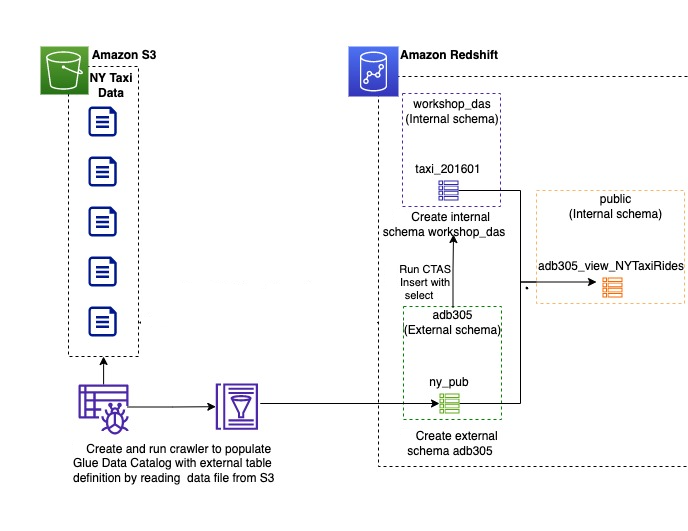 Amazon S3
NY Taxi
Data
Create and run crawler to populate
Glue Data Catalog with external table
definition by reading data file from S3
Amazon Redshift
workshop_das
(Internal schema)
taxi_201601
Create internal
schema workshop_das
Run CTAS
Insert with
select
adb305
(External schema)
ny_pub
Create external
schema adb305
public
(Internal schema)
adb305_view_NYTaxiRides